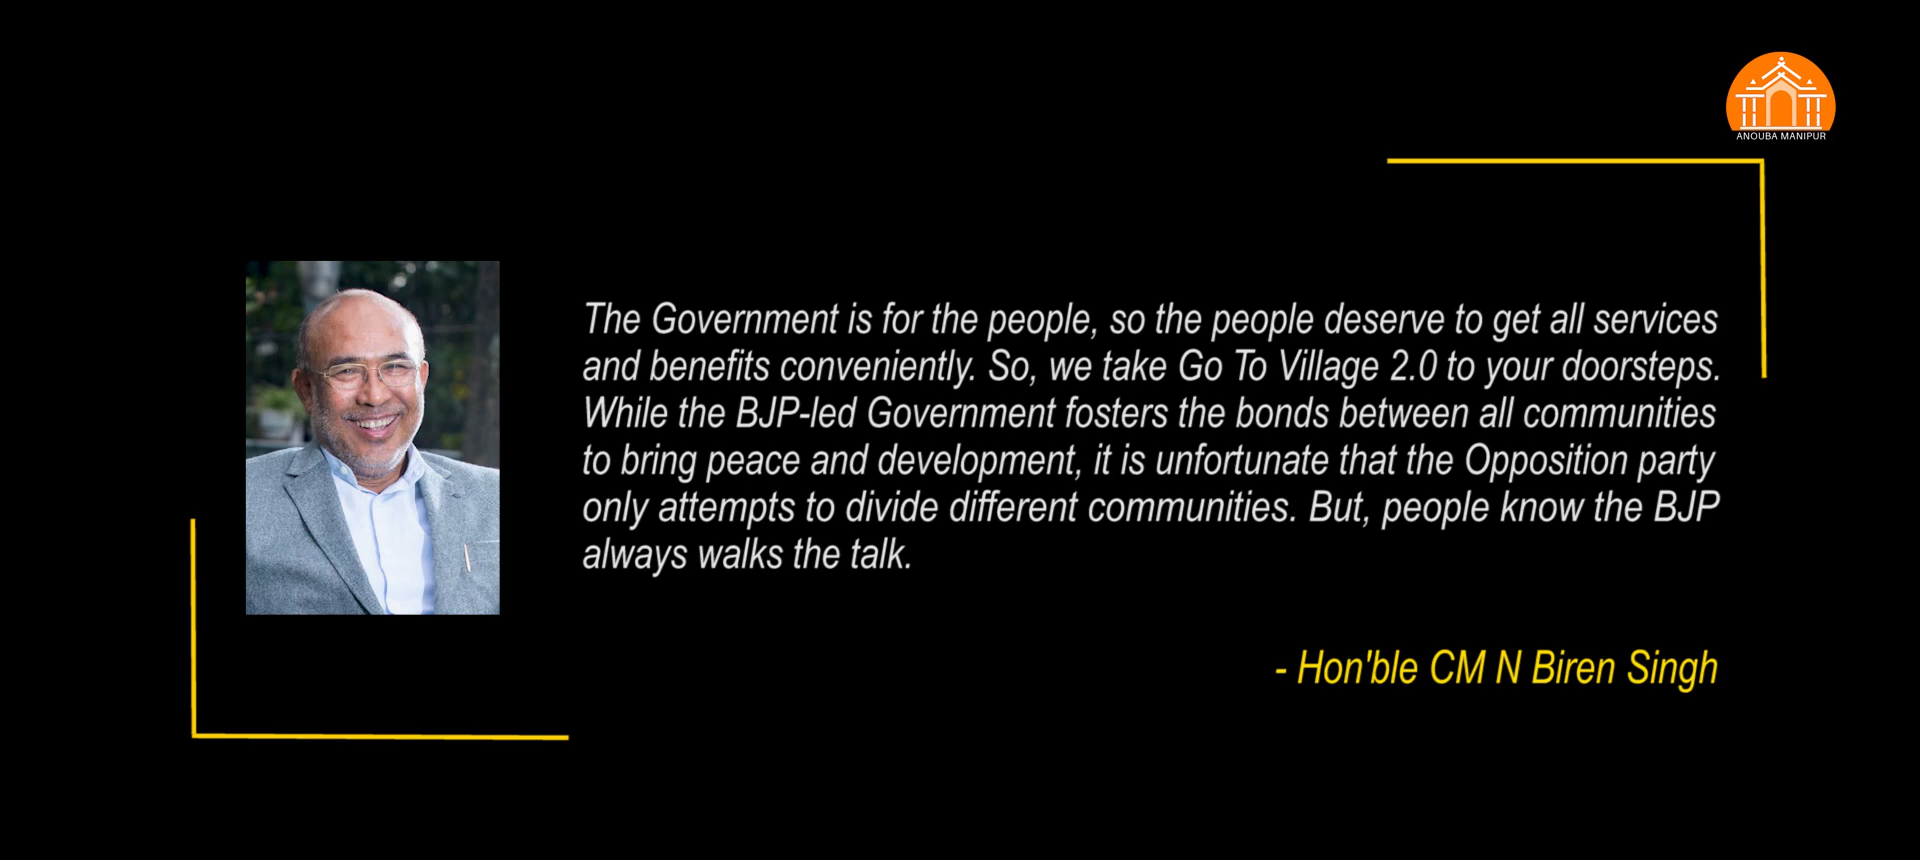 ANOUBA MANIPUR
The Government is for the people, so the people deserve to get all services
and benefits conveniently. So, we take Go To Village 2.0 to your doorsteps.
While the BJP-led Government fosters the bonds between all communities
to bring peace and development, it is unfortunate that the Opposition party
only attempts to divide different communities. But, people know the BJP
always walks the talk.
- Hon'ble CM N Biren Singh